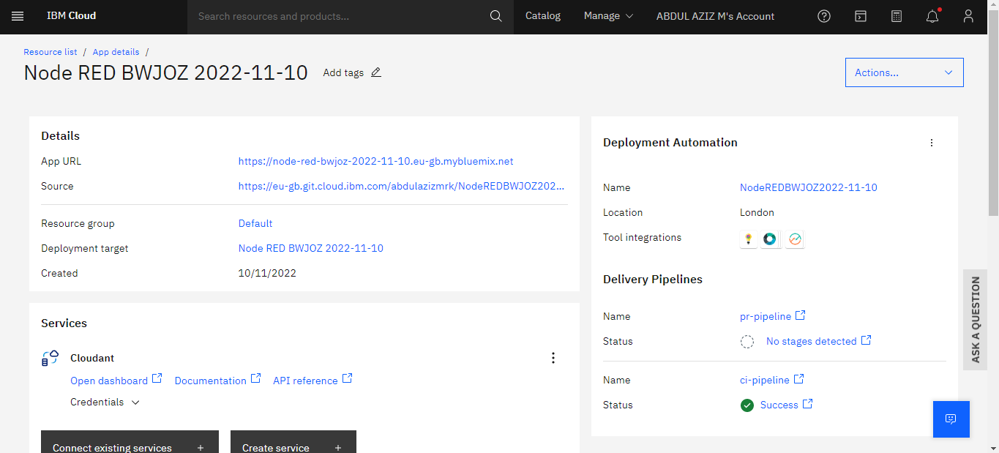 IBM Cloud
Search resources and products...
Catalog
Manage
ABDUL AZIZ M's Account
Resource list / App details /
Node RED BWJOZ 2022-11-10
Add tags
Actions...
Details
App URL https://node-red-bwjoz-2022-11-10.eu-gb.mybluemix.net
Source https://eu-gb.git.cloud.ibm.com/abdulazizmrk/NodeREDBWJOZ202...
Resource group Default
Deployment target Node RED BWJOZ 2022-11-10
Created 10/11/2022
Services
Cloudant
Open dashboard Documentation API reference
Credentials
Connect existing services +
Create service +
Deployment Automation
Name NodeREDBWJOZ2022-11-10
Location London
Tool integrations
Delivery Pipelines
Name pr-pipeline
Status No stages detected
Name ci-pipeline
Status Success
ASK A QUESTION